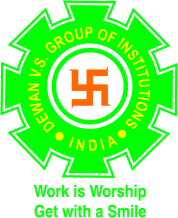 DEWAN V.S. GROUP OF INSTITUTIONS
INDIA
Work is Worship
Get with a Smile